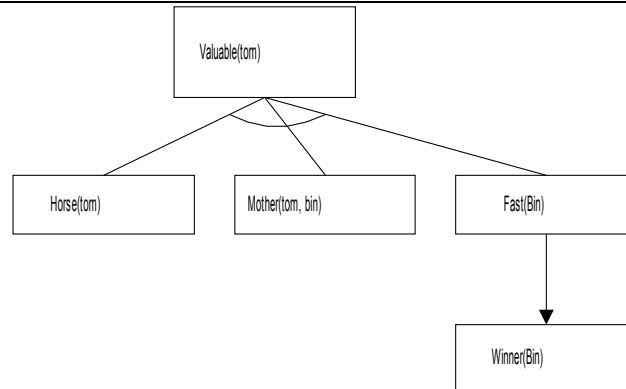 Valuable(tom)
Horse(tom)
Mother(tom, bin)
Fast(Bin)
Winner(Bin)